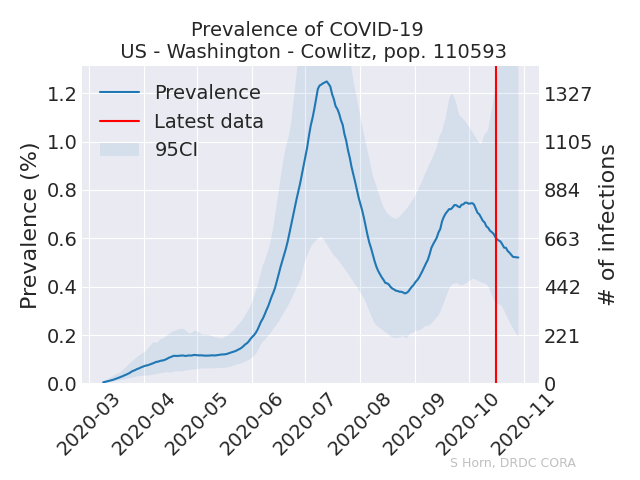 Prevalence of COVID-19
US - Washington - Cowlitz, pop. 110593
Prevalence
Latest data
95CI
Prevalence (%)
1.2
1.0
0.8
0.6
0.4
0.2
0.0
1327
1105
884
663
442
221
0
# of infections
2020-03
2020-04
2020-05
2020-06
2020-07
2020-08
2020-09
2020-10
2020-11
S Horn, DRDC CORA